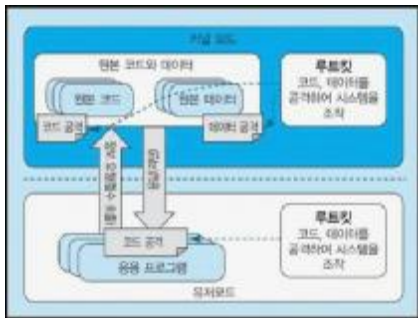 커널 모드
원본 코드와 데이터
원본 코드
원본 데이터
코드 공격
데이터 공격
루트킷
코드, 데이터를
공격하여 시스템을
조작
코드 공격
응용 프로그램
루트킷
코드, 데이터를
공격하여 시스템을
조작
유저모드